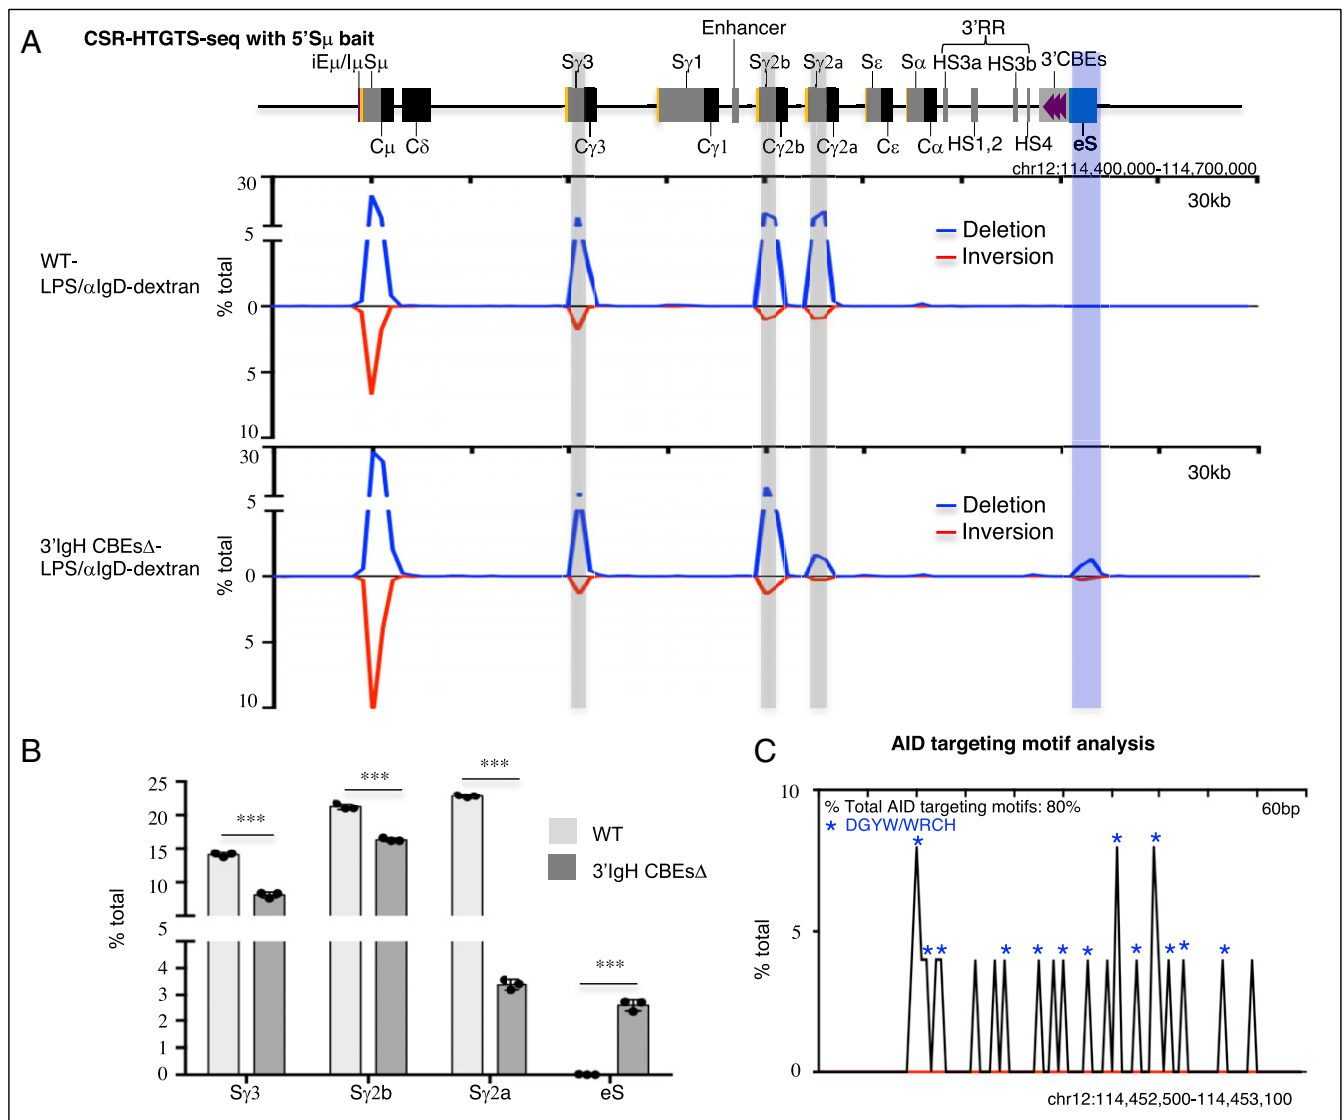 A
CSR-HTGTS-seq with 5'Sμ bait
Enhancer
3'RR
iEμ/IμSμ
Sγ3
Sγ1
Sγ2b
Sγ2a
Sε
Sα
HS3a
HS3b
3'CBEs
Cμ
Cδ
Cγ3
Cγ1
Cγ2b
Cγ2a
Cε
Cα
HS1,2
HS4
eS
chr12:114,400,000-114,700,000
30
5
0
5
10
% total
WT-
LPS/αIgD-dextran
30kb
Deletion
Inversion
30
5
0
5
10
% total
3'IgH CBEsΔ-
LPS/αIgD-dextran
30kb
Deletion
Inversion
B
25
20
15
10
5
4
3
2
1
0
% total
***
***
***
***
WT
3'IgH CBEsΔ
Sγ3
Sγ2b
Sγ2a
eS
C
AID targeting motif analysis
10
5
0
% total
% Total AID targeting motifs: 80%
* DGYW/WRCH
60bp
* * * * * * * * * * * * * *
chr12:114,452,500-114,453,100